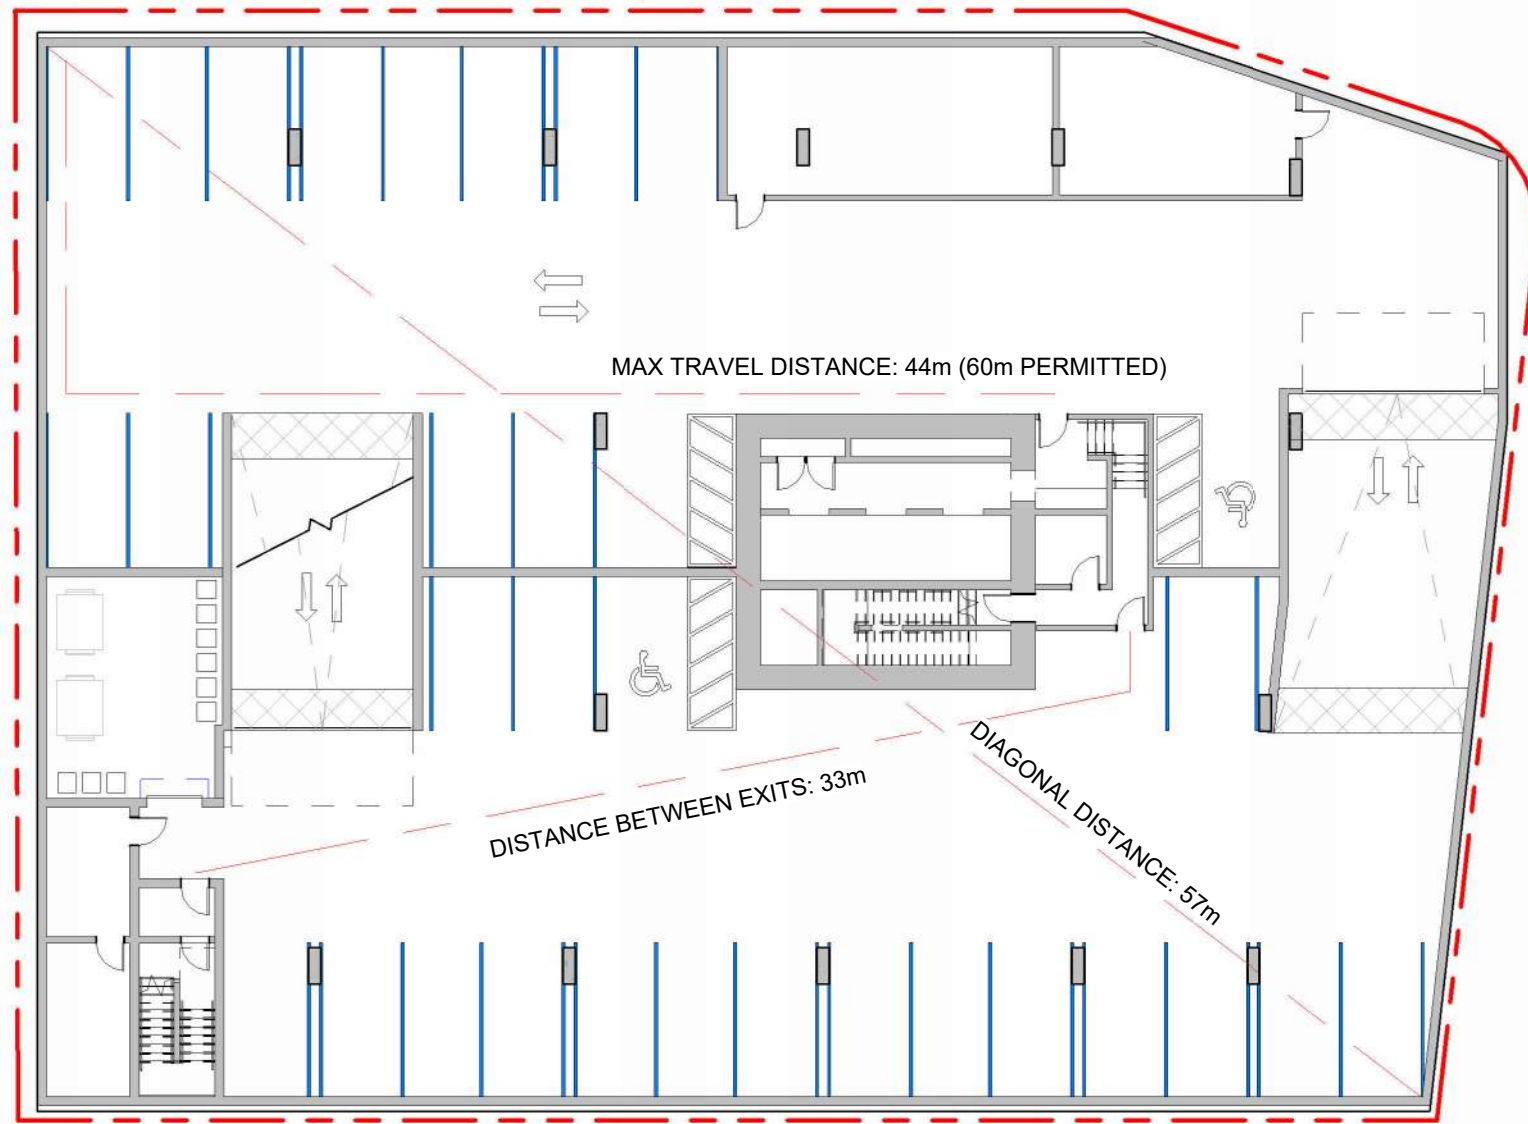 MAX TRAVEL DISTANCE: 44m (60m PERMITTED)
DISTANCE BETWEEN EXITS: 33m
DIAGONAL DISTANCE: 57m